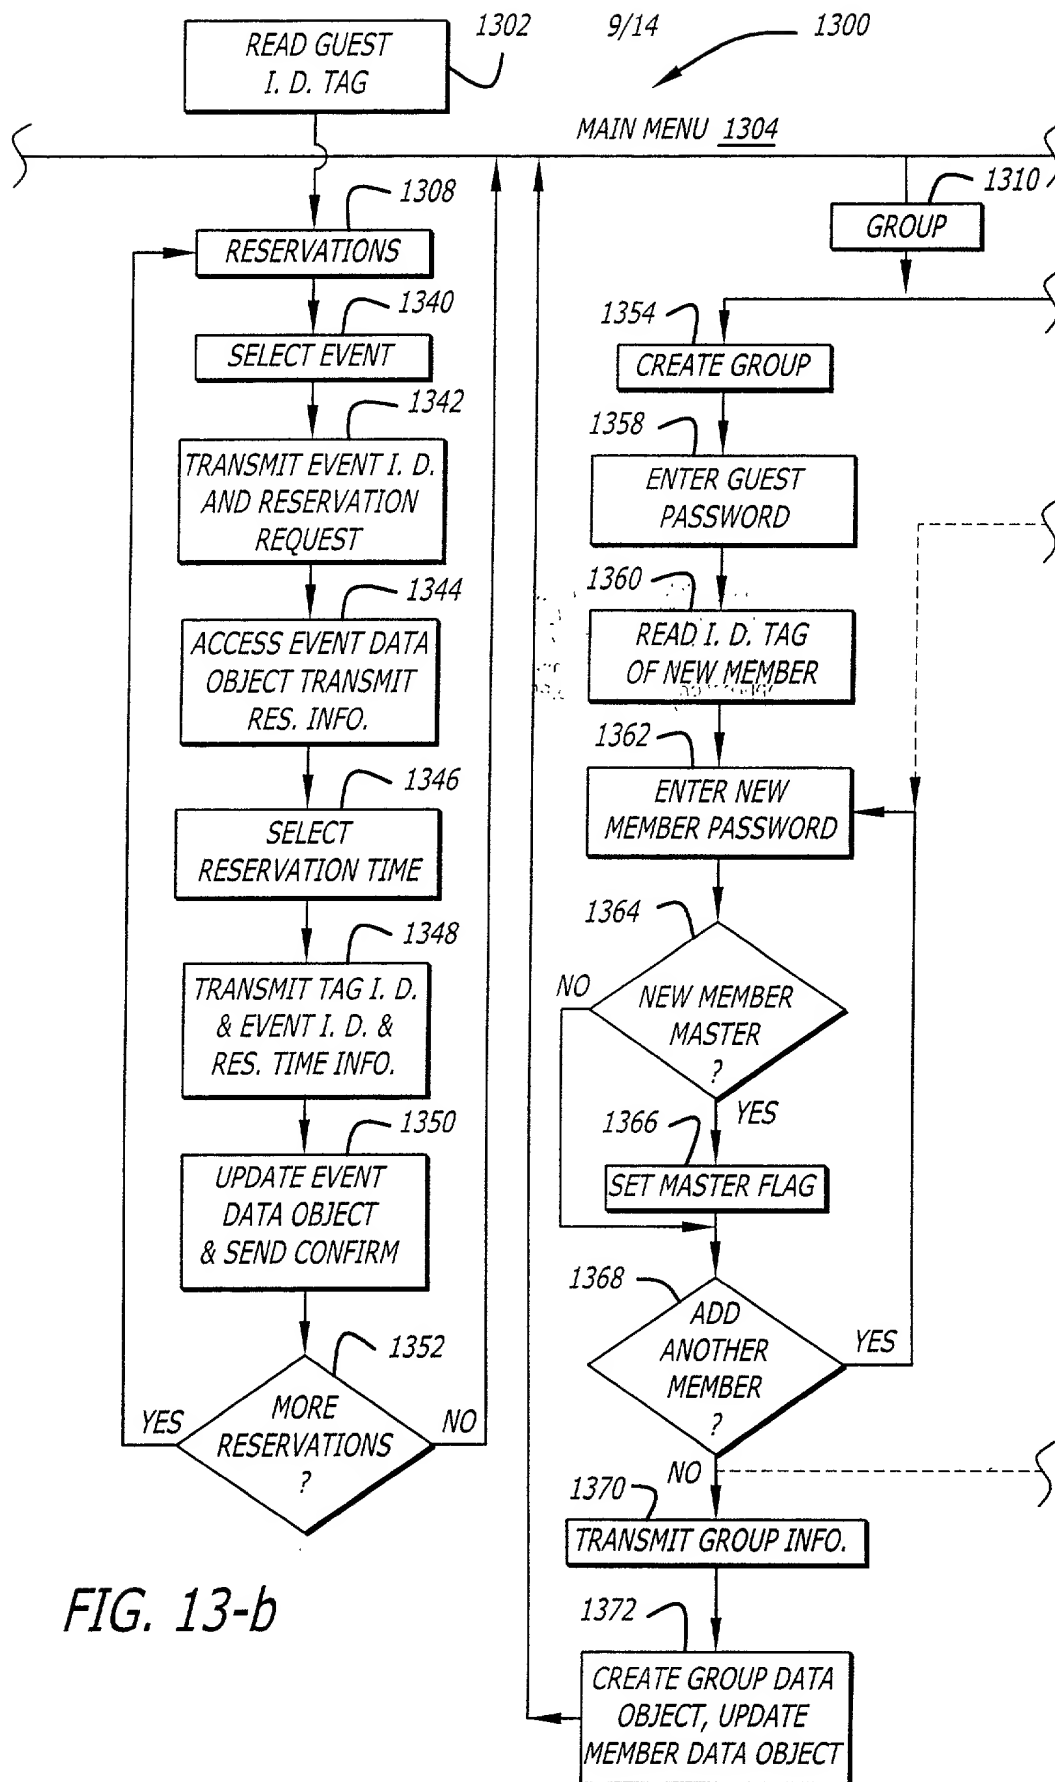 9/14
1300
1302
READ GUEST
I. D. TAG
MAIN MENU 1304
1308
RESERVATIONS
1340
SELECT EVENT
1342
TRANSMIT EVENT I. D.
AND RESERVATION
REQUEST
1344
ACCESS EVENT DATA
OBJECT TRANSMIT
RES. INFO.
1346
SELECT
RESERVATION TIME
1348
TRANSMIT TAG I. D.
& EVENT I. D. &
RES. TIME INFO.
1350
UPDATE EVENT
DATA OBJECT
& SEND CONFIRM
1352
MORE
RESERVATIONS
?
YES
NO
1310
GROUP
1354
CREATE GROUP
1358
ENTER GUEST
PASSWORD
1360
READ I. D. TAG
OF NEW MEMBER
1362
ENTER NEW
MEMBER PASSWORD
1364
NEW MEMBER
MASTER
?
NO
YES
1366
SET MASTER FLAG
1368
ADD
ANOTHER
MEMBER
?
YES
NO
1370
TRANSMIT GROUP INFO.
1372
CREATE GROUP DATA
OBJECT, UPDATE
MEMBER DATA OBJECT
FIG. 13-b